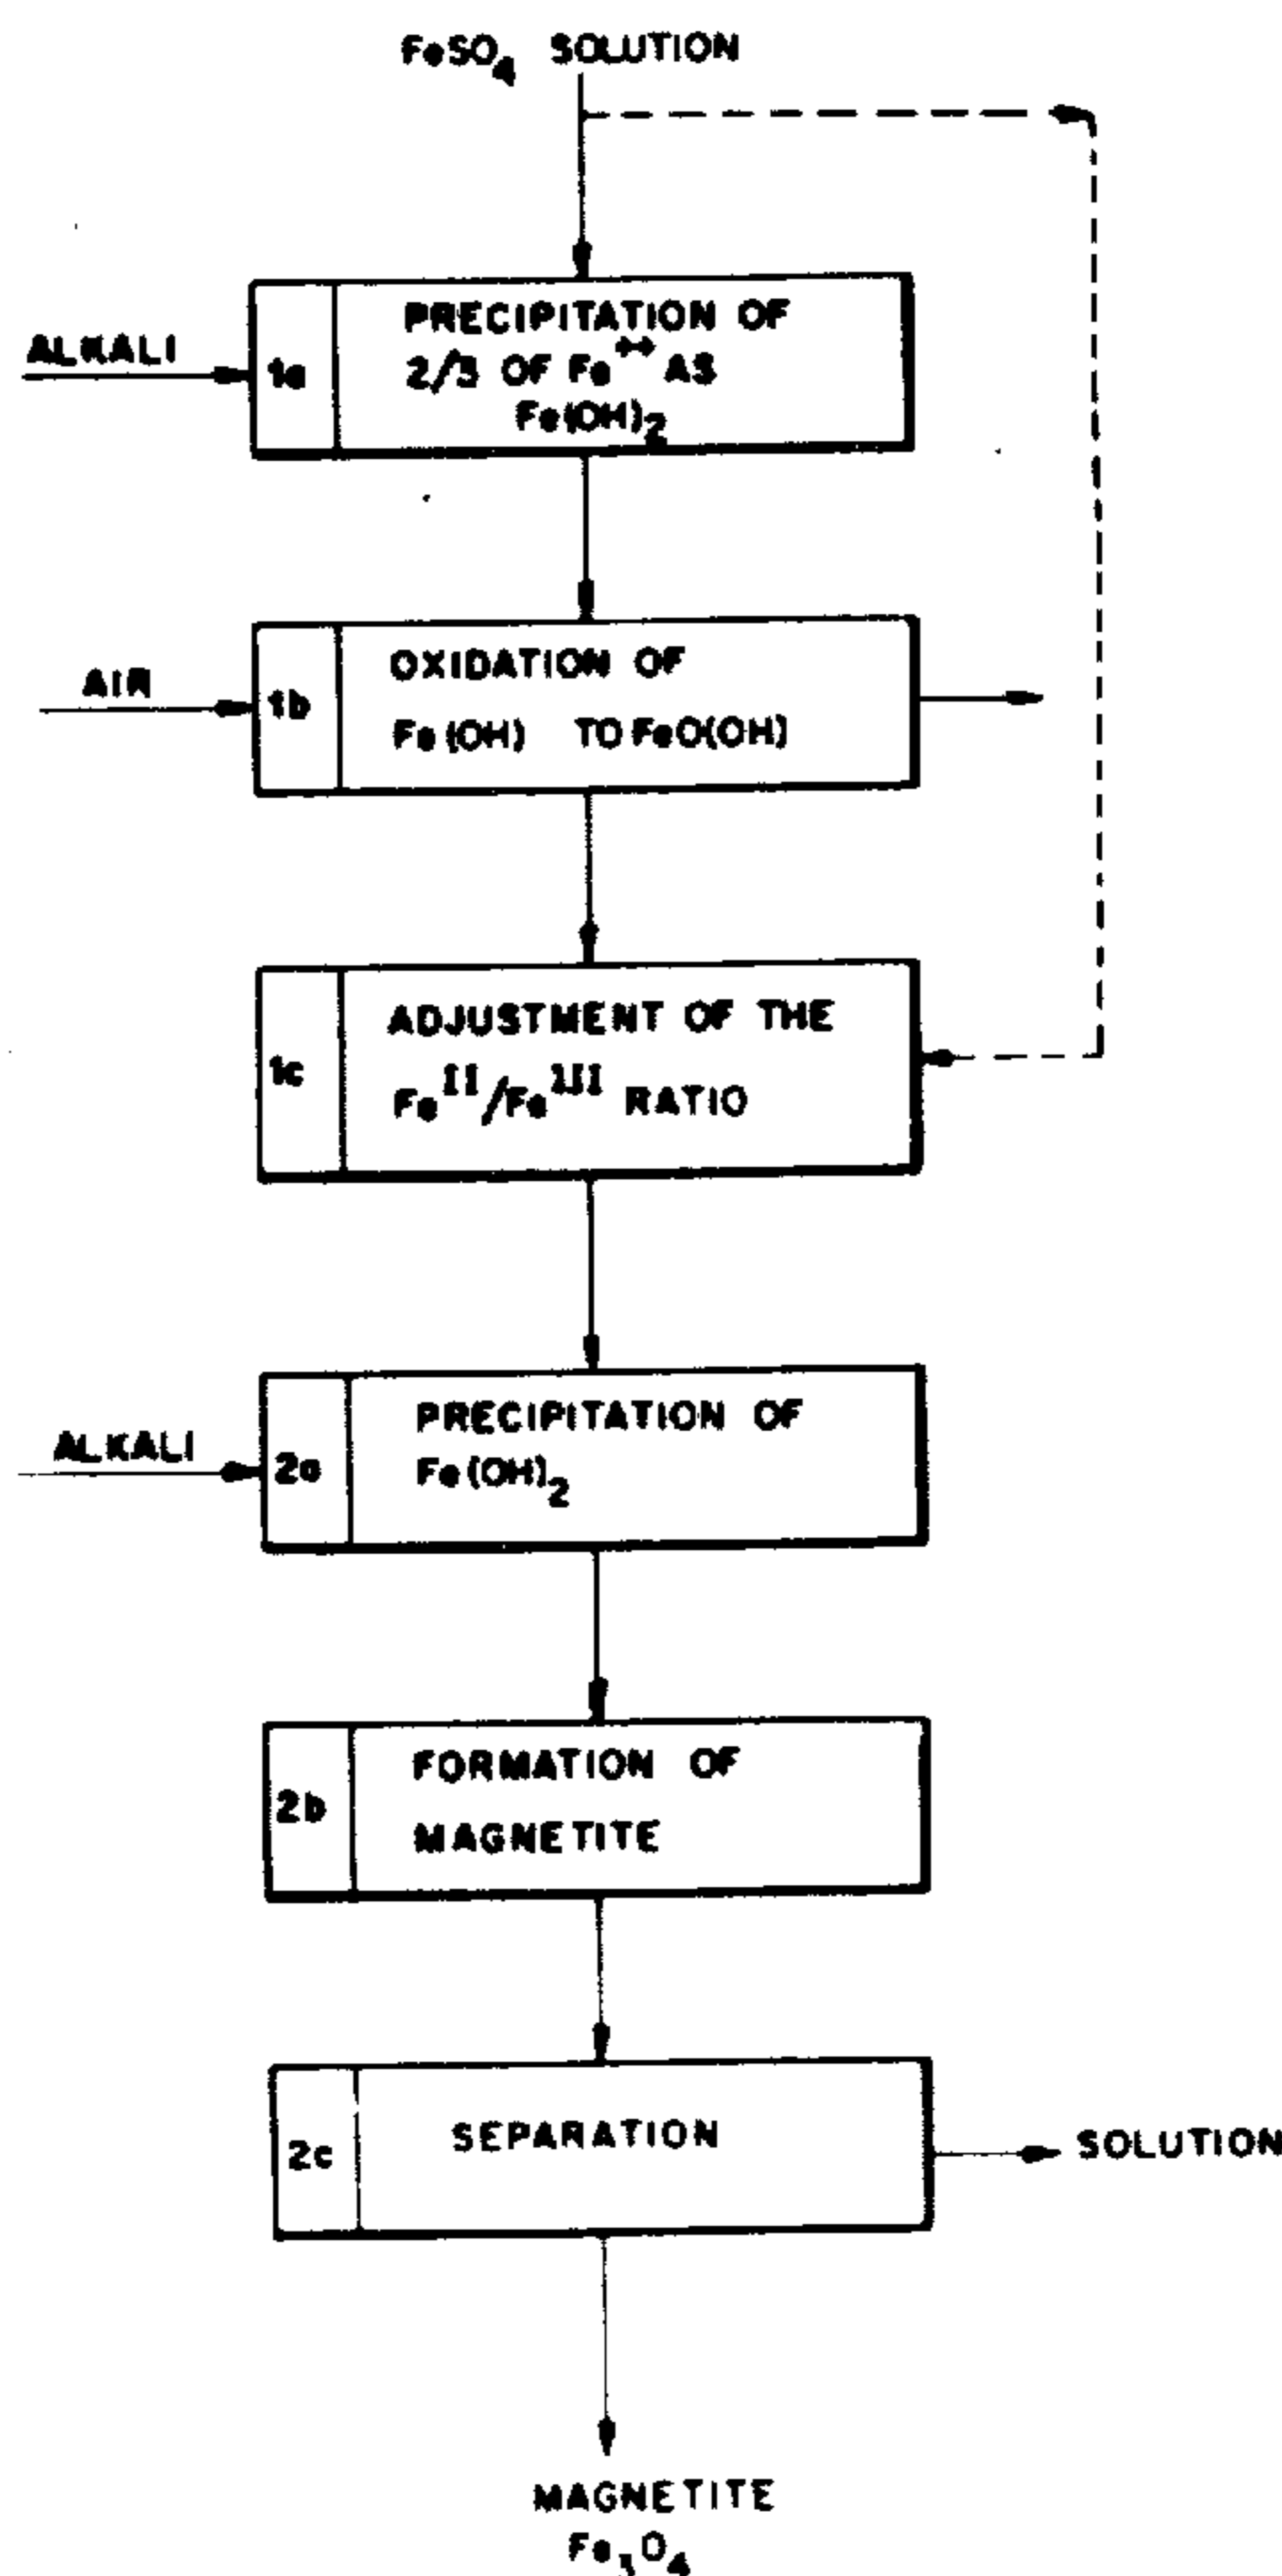 FeSO₄ SOLUTION
ALKALI
1a
PRECIPITATION OF
2/3 OF Fe⁺⁺ AS
Fe(OH)₂
AIR
1b
OXIDATION OF
Fe(OH) TO FeO(OH)
1c
ADJUSTMENT OF THE
Feᴵᴵ/Feᴵᴵᴵ RATIO
ALKALI
2a
PRECIPITATION OF
Fe(OH)₂
2b
FORMATION OF
MAGNETITE
2c
SEPARATION
SOLUTION
MAGNETITE
Fe₃O₄